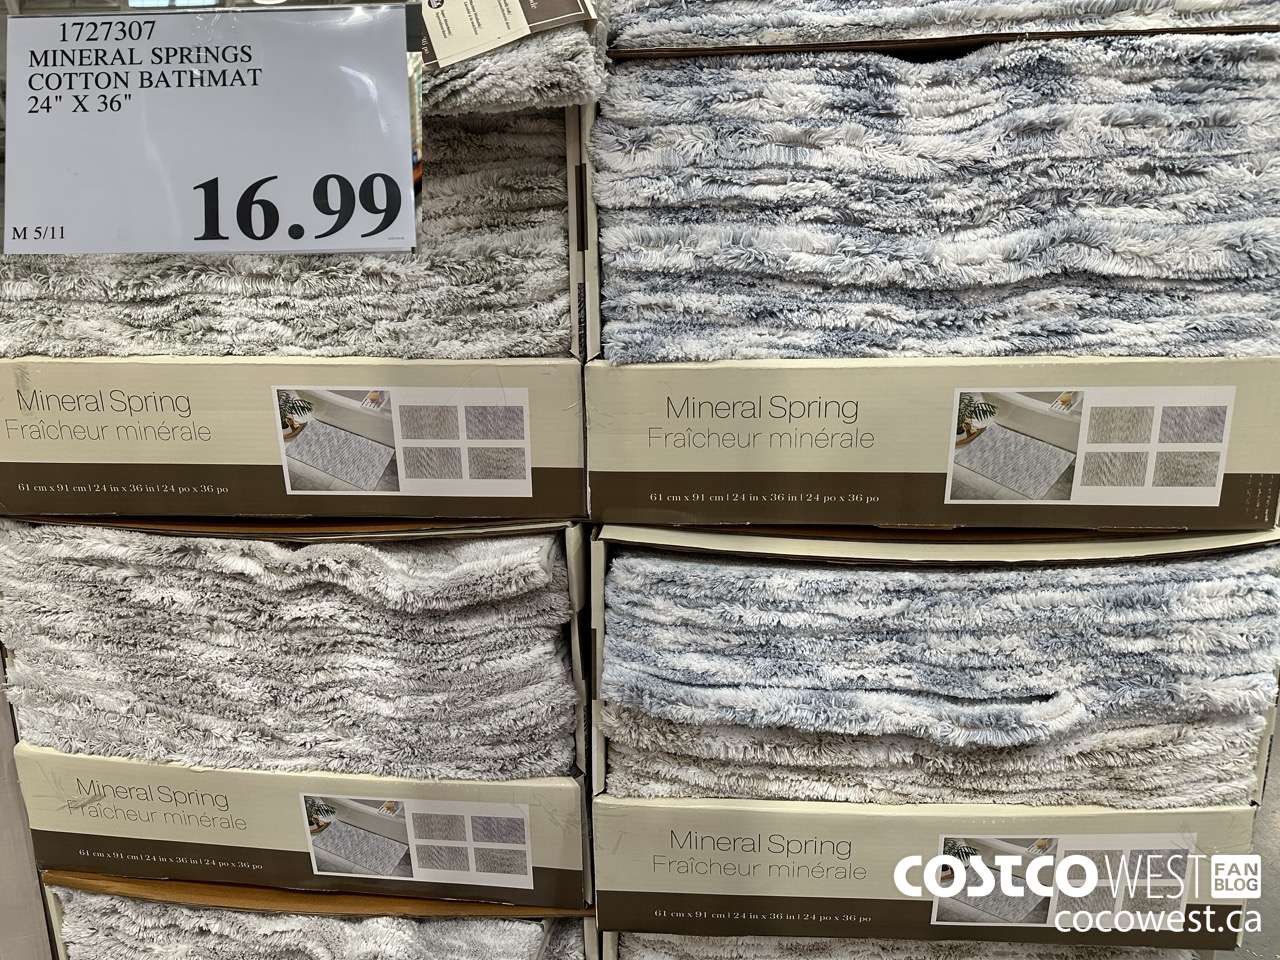 1727307
MINERAL SPRINGS
COTTON BATHMAT
24" X 36"
16.99
M 5/11
Mineral Spring
Fraîcheur minérale
61 cm x 91 cm | 24 in x 36 in | 24 po x 36 po
Mineral Spring
Fraîcheur minérale
61 cm x 91 cm | 24 in x 36 in | 24 po x 36 po
Mineral Spring
Fraîcheur minérale
61 cm x 91 cm | 24 in x 36 in | 24 po x 36 po
Mineral Spring
Fraîcheur minérale
61 cm x 91 cm | 24 in x 36 in | 24 po x 36 po
COSTCO WEST FAN BLOG
cocowest.ca